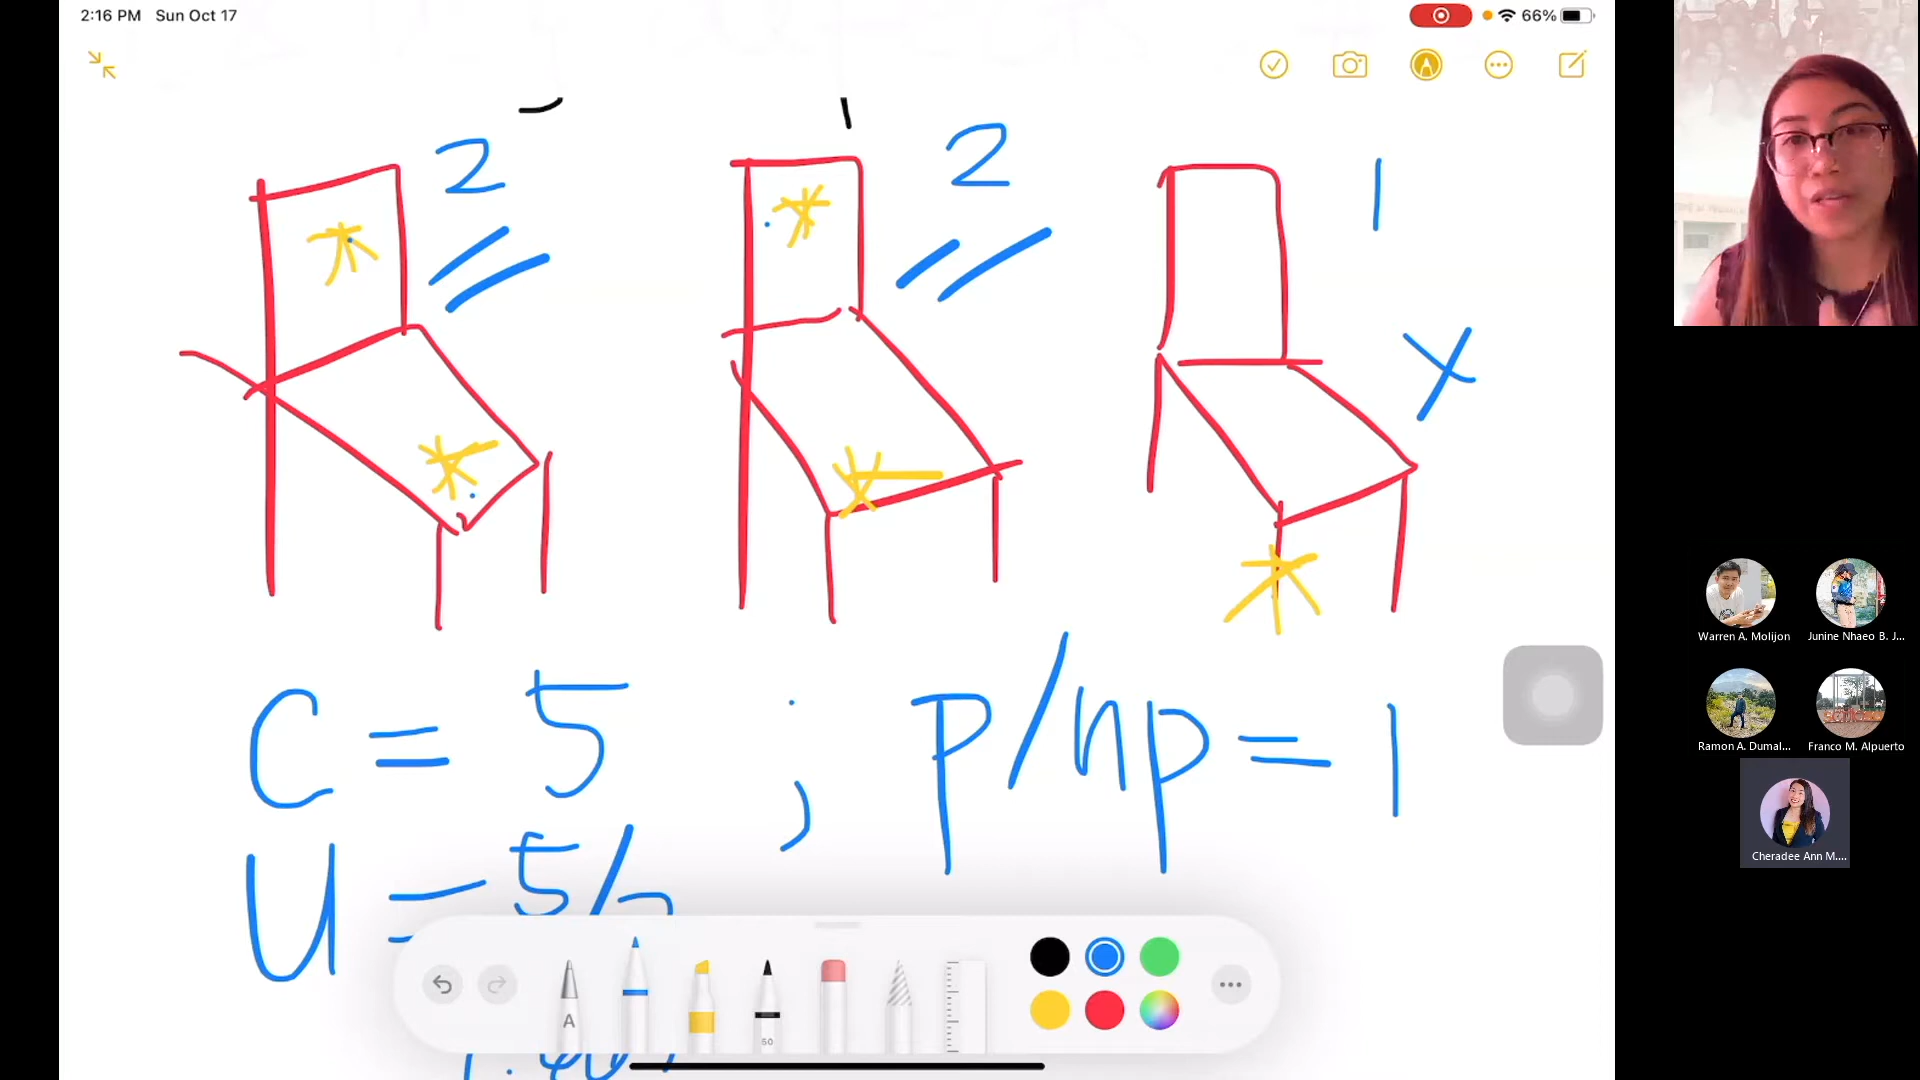 2:16 PM Sun Oct 17
66%
2
2
1
x
C = 5 ; p/np = 1
U = 5/
A
50
Warren A. Molijon
Junine Nhaeo B. J...
Ramon A. Dumal...
Franco M. Alpuerto
Cheradee Ann M....